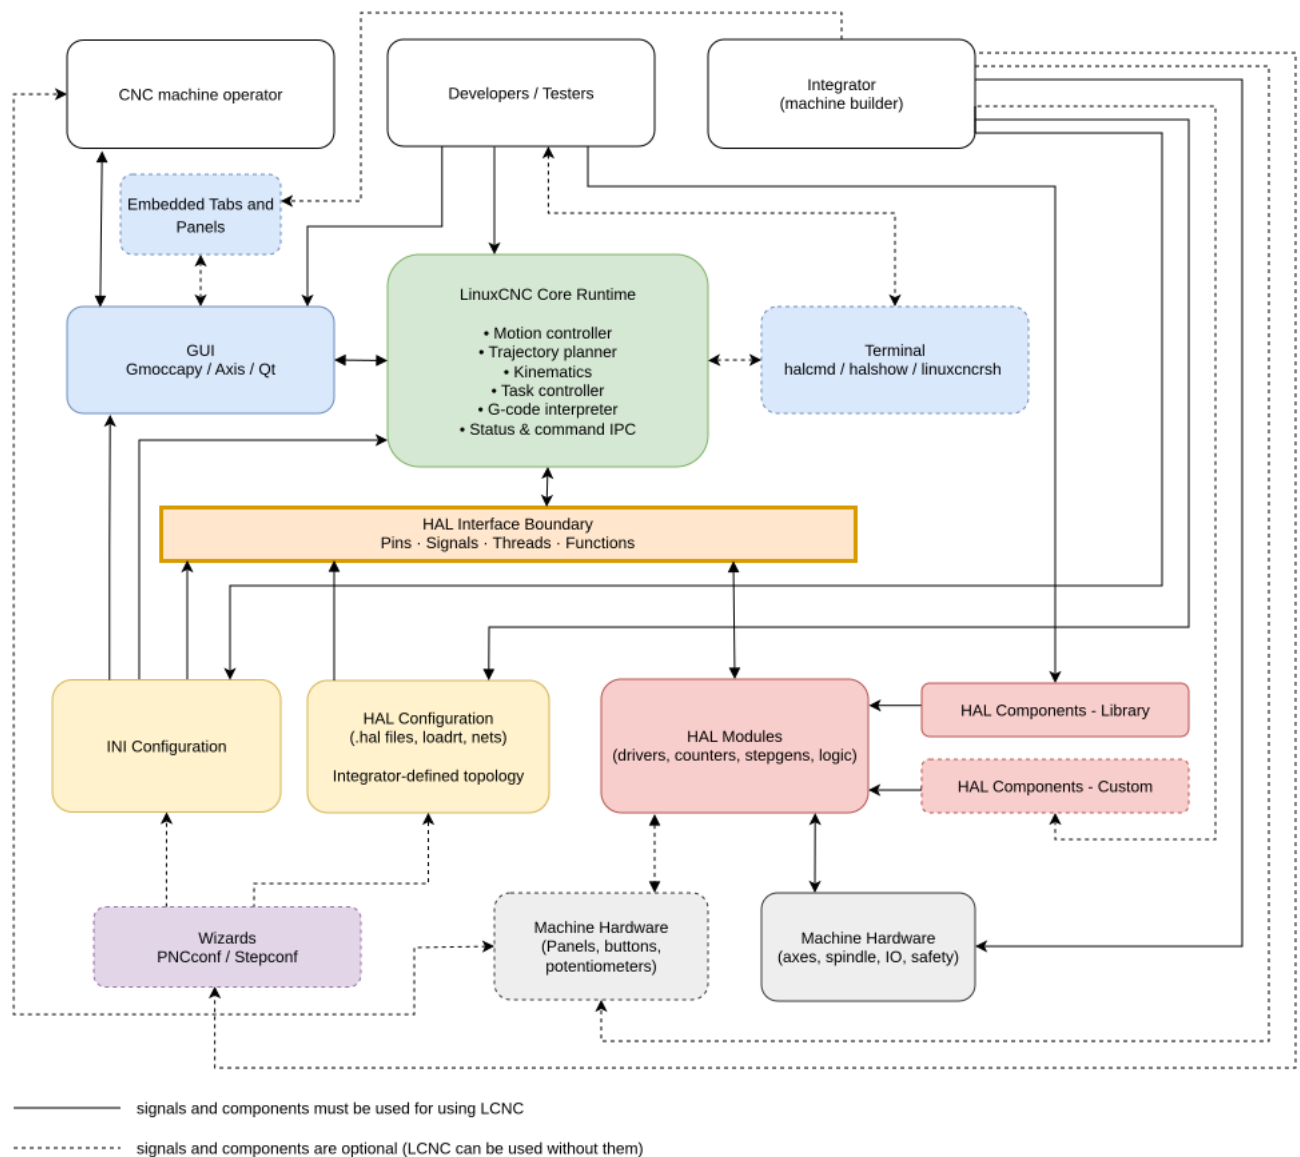 CNC machine operator
Developers / Testers
Integrator
(machine builder)
Embedded Tabs and
Panels
LinuxCNC Core Runtime
• Motion controller
• Trajectory planner
• Kinematics
• Task controller
• G-code interpreter
• Status & command IPC
GUI
Gmoccapy / Axis / Qt
Terminal
halcmd / halshow / linuxcncrsh
HAL Interface Boundary
Pins · Signals · Threads · Functions
INI Configuration
HAL Configuration
(.hal files, loadrt, nets)
Integrator-defined topology
HAL Modules
(drivers, counters, stepgens, logic)
HAL Components - Library
HAL Components - Custom
Wizards
PNCconf / Stepconf
Machine Hardware
(Panels, buttons,
potentiometers)
Machine Hardware
(axes, spindle, IO, safety)
signals and components must be used for using LCNC
signals and components are optional (LCNC can be used without them)